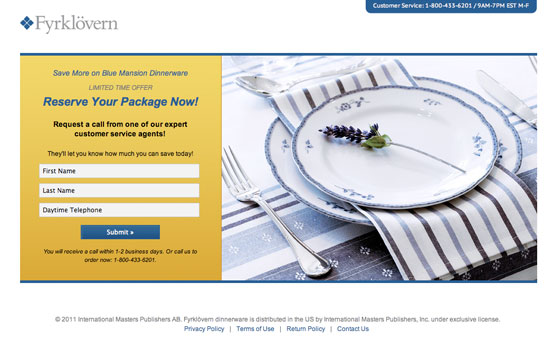 Customer Service: 1-800-433-6201 / 9AM-7PM EST M-F
Fyrklövern
Save More on Blue Mansion Dinnerware
LIMITED TIME OFFER
Reserve Your Package Now!
Request a call from one of our expert
customer service agents!
They'll let you know how much you can save today!
First Name
Last Name
Daytime Telephone
Submit »
You will receive a call within 1-2 business days. Or call us to
order now: 1-800-433-6201.
© 2011 International Masters Publishers AB. Fyrklövern dinnerware is distributed in the US by International Masters Publishers, Inc. under exclusive license.
Privacy Policy | Terms of Use | Return Policy | Contact Us